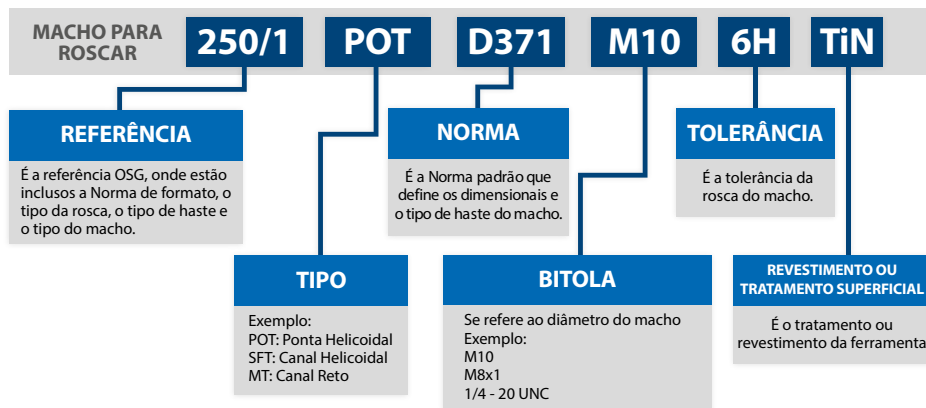 MACHO PARA
ROSCAR
250/1 POT D371 M10 6H TiN
REFERÊNCIA
É a referência OSG, onde estão
inclusos a Norma de formato, o
tipo da rosca, o tipo de haste e
o tipo do macho.
NORMA
É a Norma padrão que
define os dimensionais e
o tipo de haste do macho.
TOLERÂNCIA
É a tolerância da
rosca do macho.
TIPO
Exemplo:
POT: Ponta Helicoidal
SFT: Canal Helicoidal
MT: Canal Reto
BITOLA
Se refere ao diâmetro do macho
Exemplo:
M10
M8x1
1/4 - 20 UNC
REVESTIMENTO OU
TRATAMENTO SUPERFICIAL
É o tratamento ou
revestimento da ferramenta